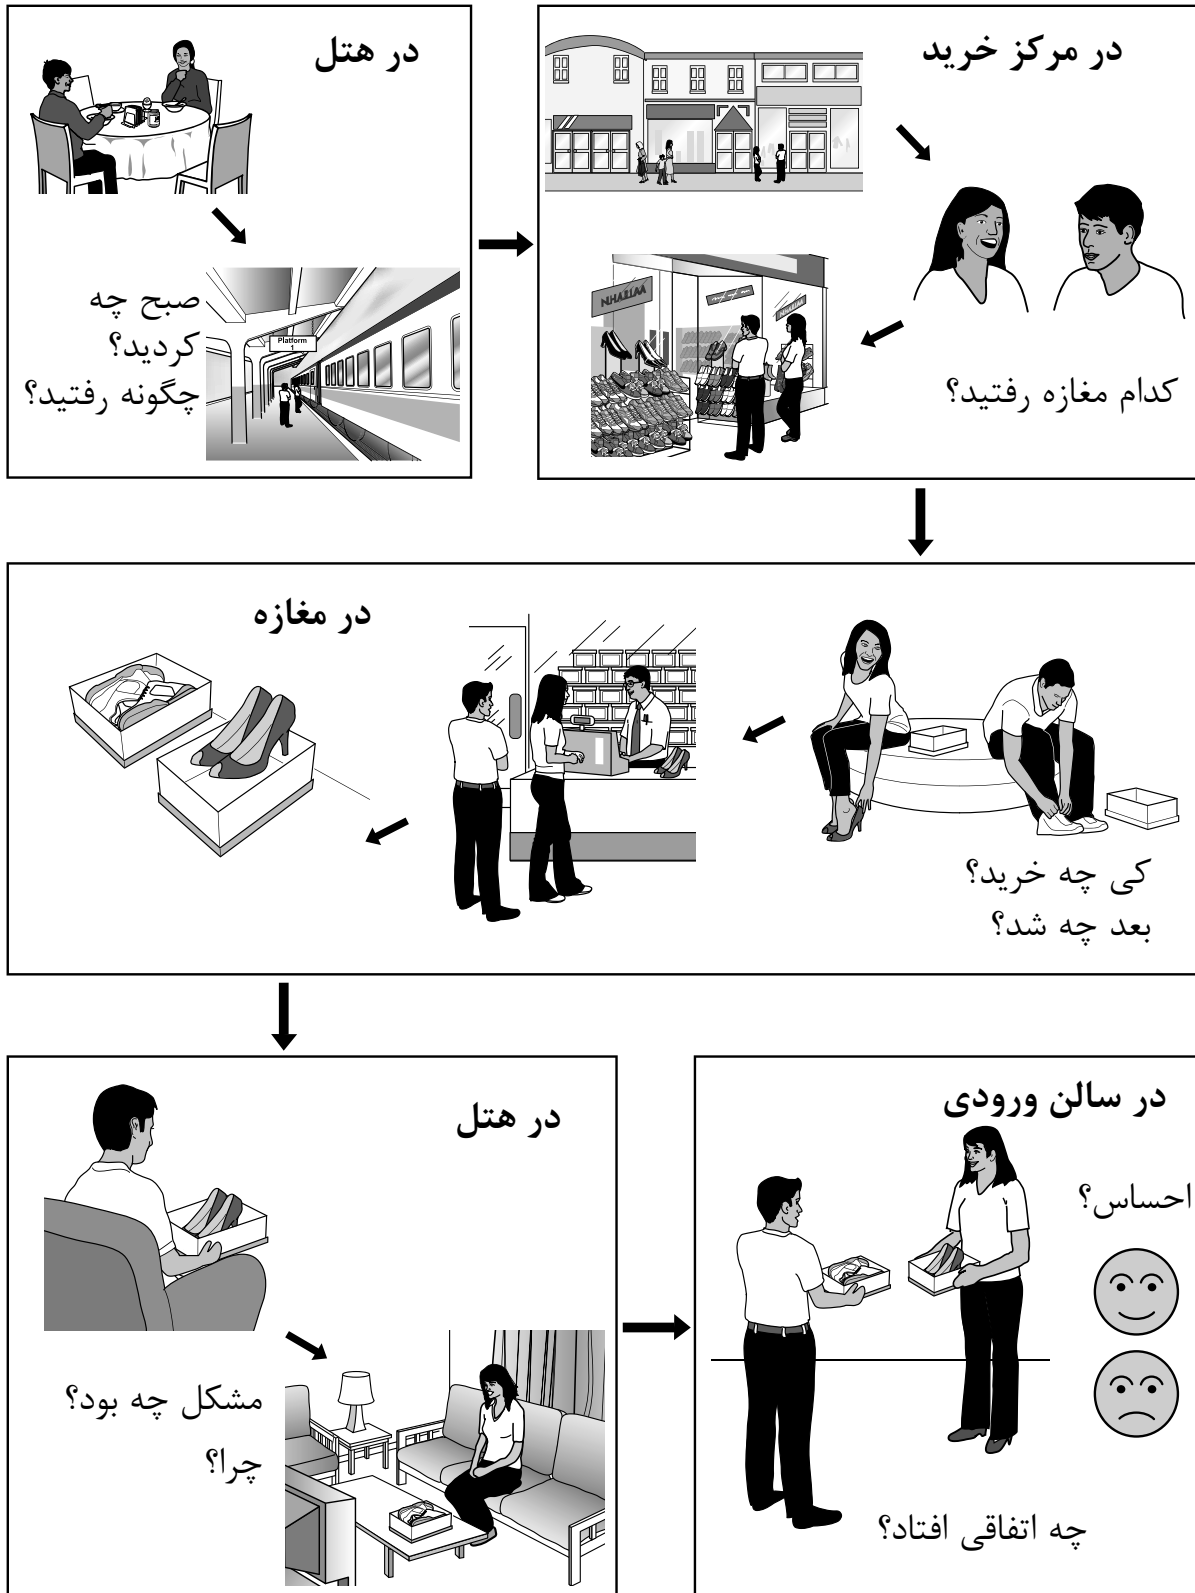 در هتل
Platform
1
صبح چه
کردید؟
چگونه رفتید؟
در مرکز خرید
کدام مغازه رفتید؟
در مغازه
کی چه خرید؟
بعد چه شد؟
در هتل
مشکل چه بود؟
چرا؟
در سالن ورودی
احساس؟
چه اتفاقی افتاد؟